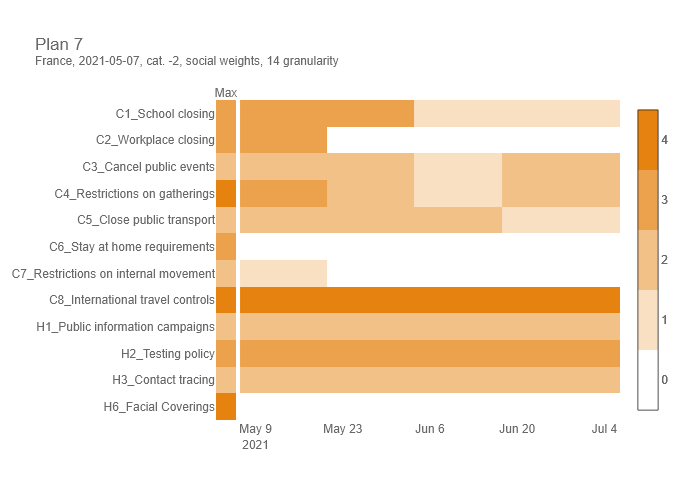 Plan 7
France, 2021-05-07, cat. -2, social weights, 14 granularity
Max
C1_School closing
C2_Workplace closing
C3_Cancel public events
C4_Restrictions on gatherings
C5_Close public transport
C6_Stay at home requirements
C7_Restrictions on internal movement
C8_International travel controls
H1_Public information campaigns
H2_Testing policy
H3_Contact tracing
H6_Facial Coverings
4
3
2
1
0
May 9 May 23 Jun 6 Jun 20 Jul 4
2021